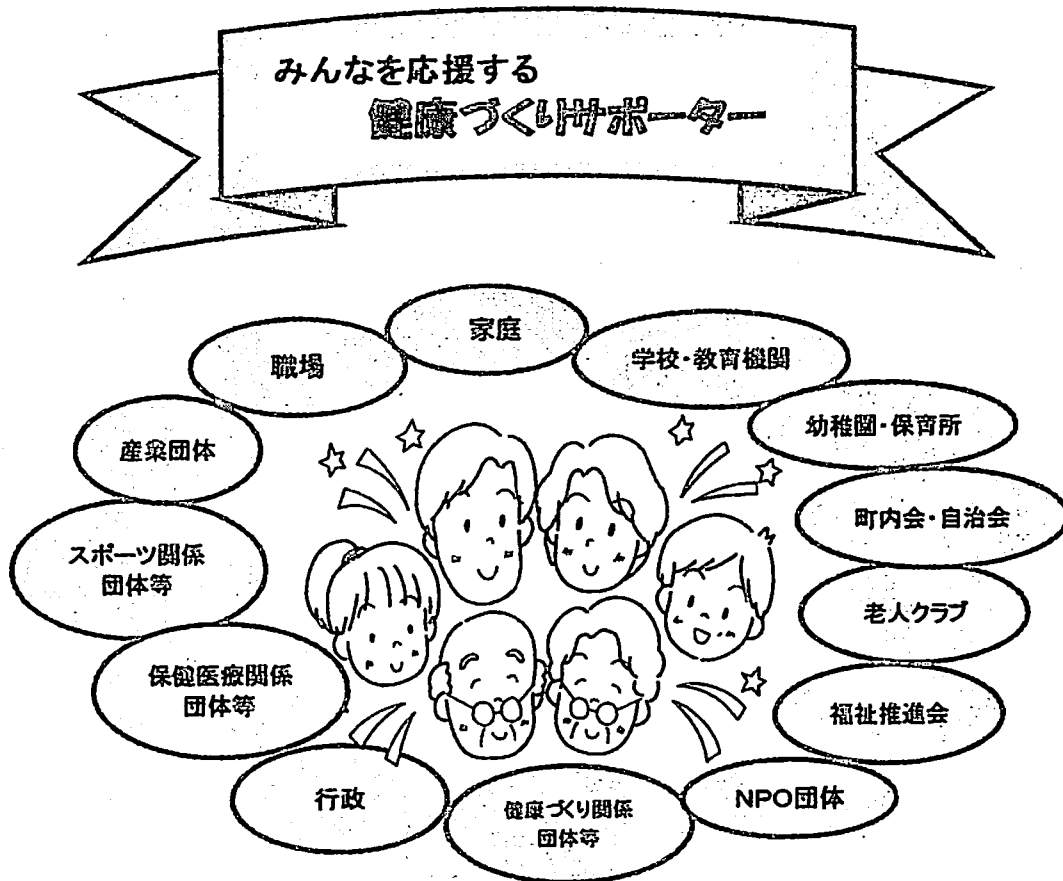 みんなを応援する
健康づくりサポーター
家庭
学校・教育機関
幼稚園・保育所
町内会・自治会
老人クラブ
福祉推進会
NPO団体
健康づくり関係
団体等
行政
保健医療関係
団体等
スポーツ関係
団体等
産業団体
職場